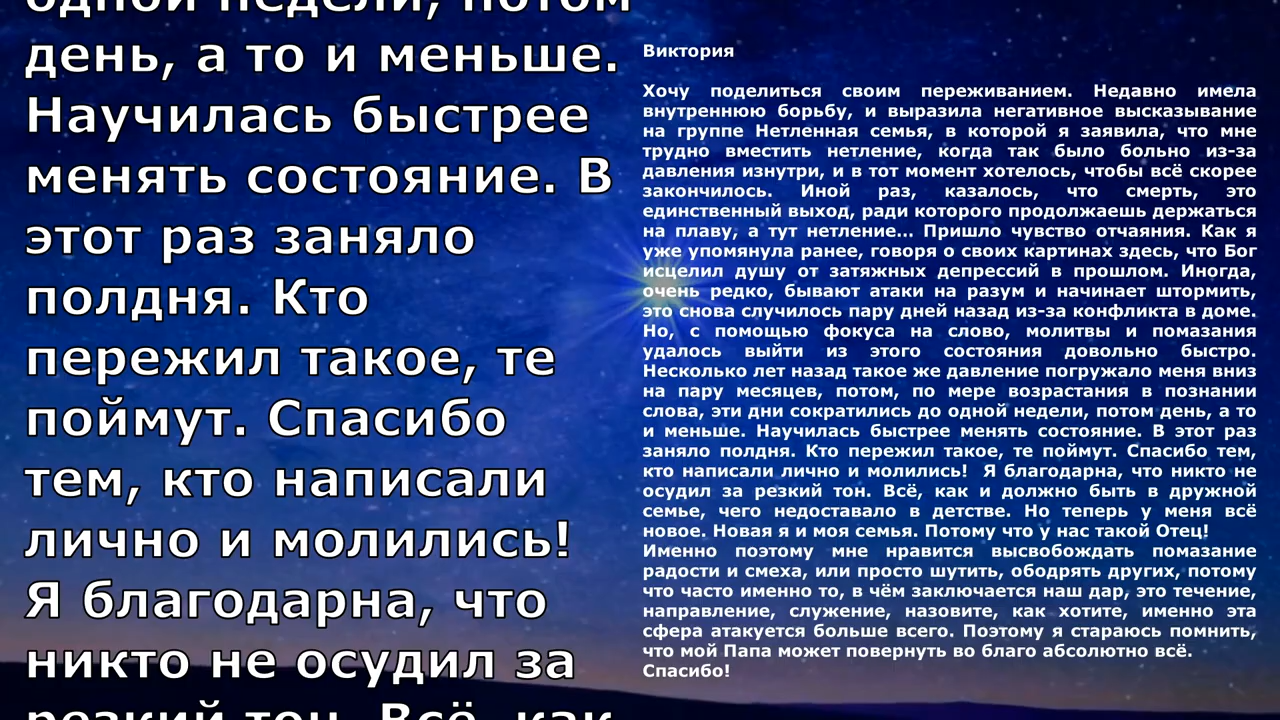 одной недели, потом
день, а то и меньше.
Научилась быстрее
менять состояние. В
этот раз заняло
полдня. Кто
пережил такое, те
поймут. Спасибо
тем, кто написали
лично и молились!
Я благодарна, что
никто не осудил за
резкий тон. Всё, как
Виктория
Хочу поделиться своим переживанием. Недавно имела
внутреннюю борьбу, и выразила негативное высказывание
на группе Нетленная семья, в которой я заявила, что мне
трудно вместить нетление, когда так было больно из-за
давления изнутри, и в тот момент хотелось, чтобы всё скорее
закончилось. Иной раз, казалось, что смерть, это
единственный выход, ради которого продолжаешь держаться
на плаву, а тут нетление... Пришло чувство отчаяния. Как я
уже упомянула ранее, говоря о своих картинах здесь, что Бог
исцелил душу от затяжных депрессий в прошлом. Иногда,
очень редко, бывают атаки на разум и начинает штормить,
это снова случилось пару дней назад из-за конфликта в доме.
Но, с помощью фокуса на слово, молитвы и помазания
удалось выйти из этого состояния довольно быстро.
Несколько лет назад такое же давление погружало меня вниз
на пару месяцев, потом, по мере возрастания в познании
слова, эти дни сократились до одной недели, потом день, а то
и меньше. Научилась быстрее менять состояние. В этот раз
заняло полдня. Кто пережил такое, те поймут. Спасибо тем,
кто написали лично и молились! Я благодарна, что никто не
осудил за резкий тон. Всё, как и должно быть в дружной
семье, чего недоставало в детстве. Но теперь у меня всё
новое. Новая я и моя семья. Потому что у нас такой Отец!
Именно поэтому мне нравится высвобождать помазание
радости и смеха, или просто шутить, ободрять других, потому
что часто именно то, в чём заключается наш дар, это течение,
направление, служение, назовите, как хотите, именно эта
сфера атакуется больше всего. Поэтому я стараюсь помнить,
что мой Папа может повернуть во благо абсолютно всё.
Спасибо!